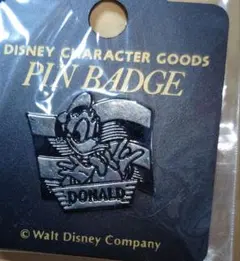 DISNEY CHARACTER GOODS
PIN BADGE
DONALD
© Walt Disney Company